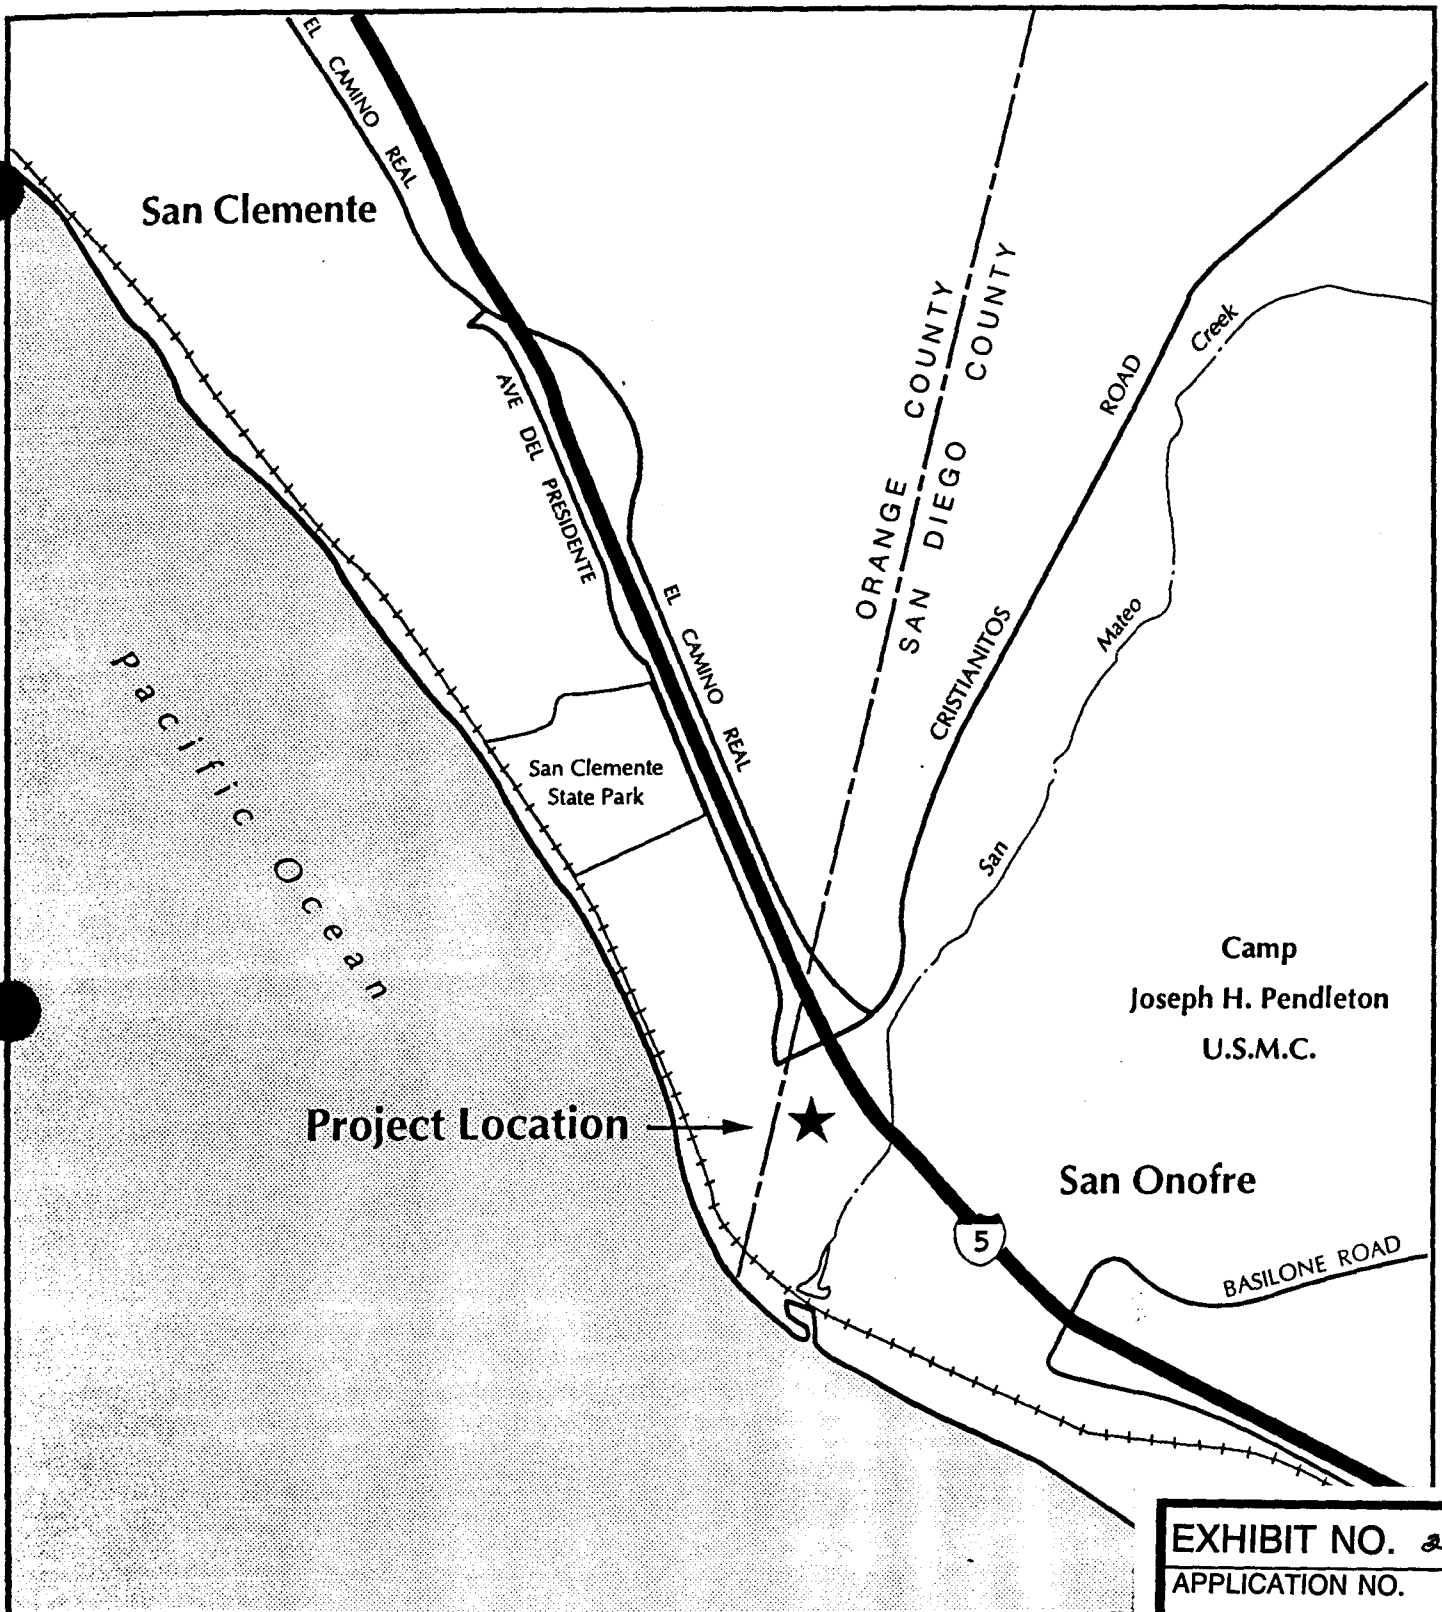 EL CAMINO REAL
San Clemente
ORANGE COUNTY
SAN DIEGO COUNTY
CRISTIANITOS ROAD
San Mateo Creek
AVE DEL PRESIDENTE
EL CAMINO REAL
Pacific Ocean
San Clemente
State Park
Camp
Joseph H. Pendleton
U.S.M.C.
Project Location
San Onofre
5
BASILONE ROAD
EXHIBIT NO. 2
APPLICATION NO.